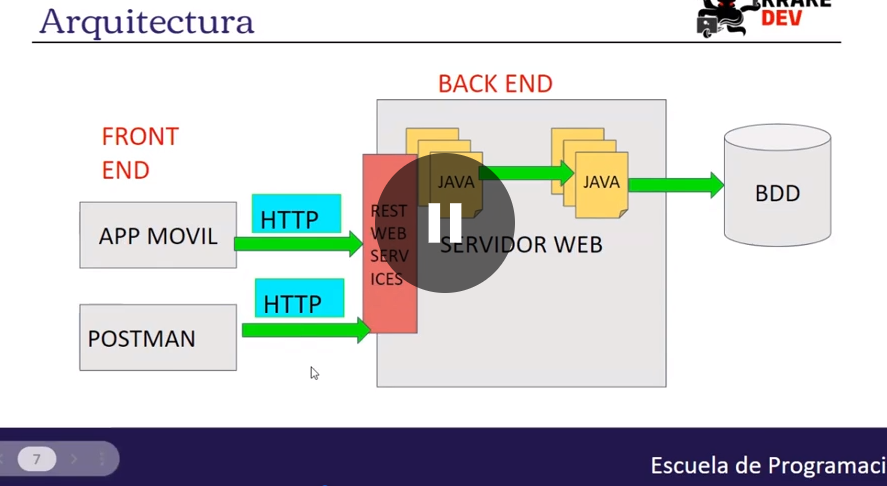 Arquitectura
DEV
BACK END
FRONT
END
JAVA
JAVA
BDD
HTTP
APP MOVIL
REST
WEB
SERV
ICES
SERVIDOR WEB
HTTP
POSTMAN
7
Escuela de Programaci